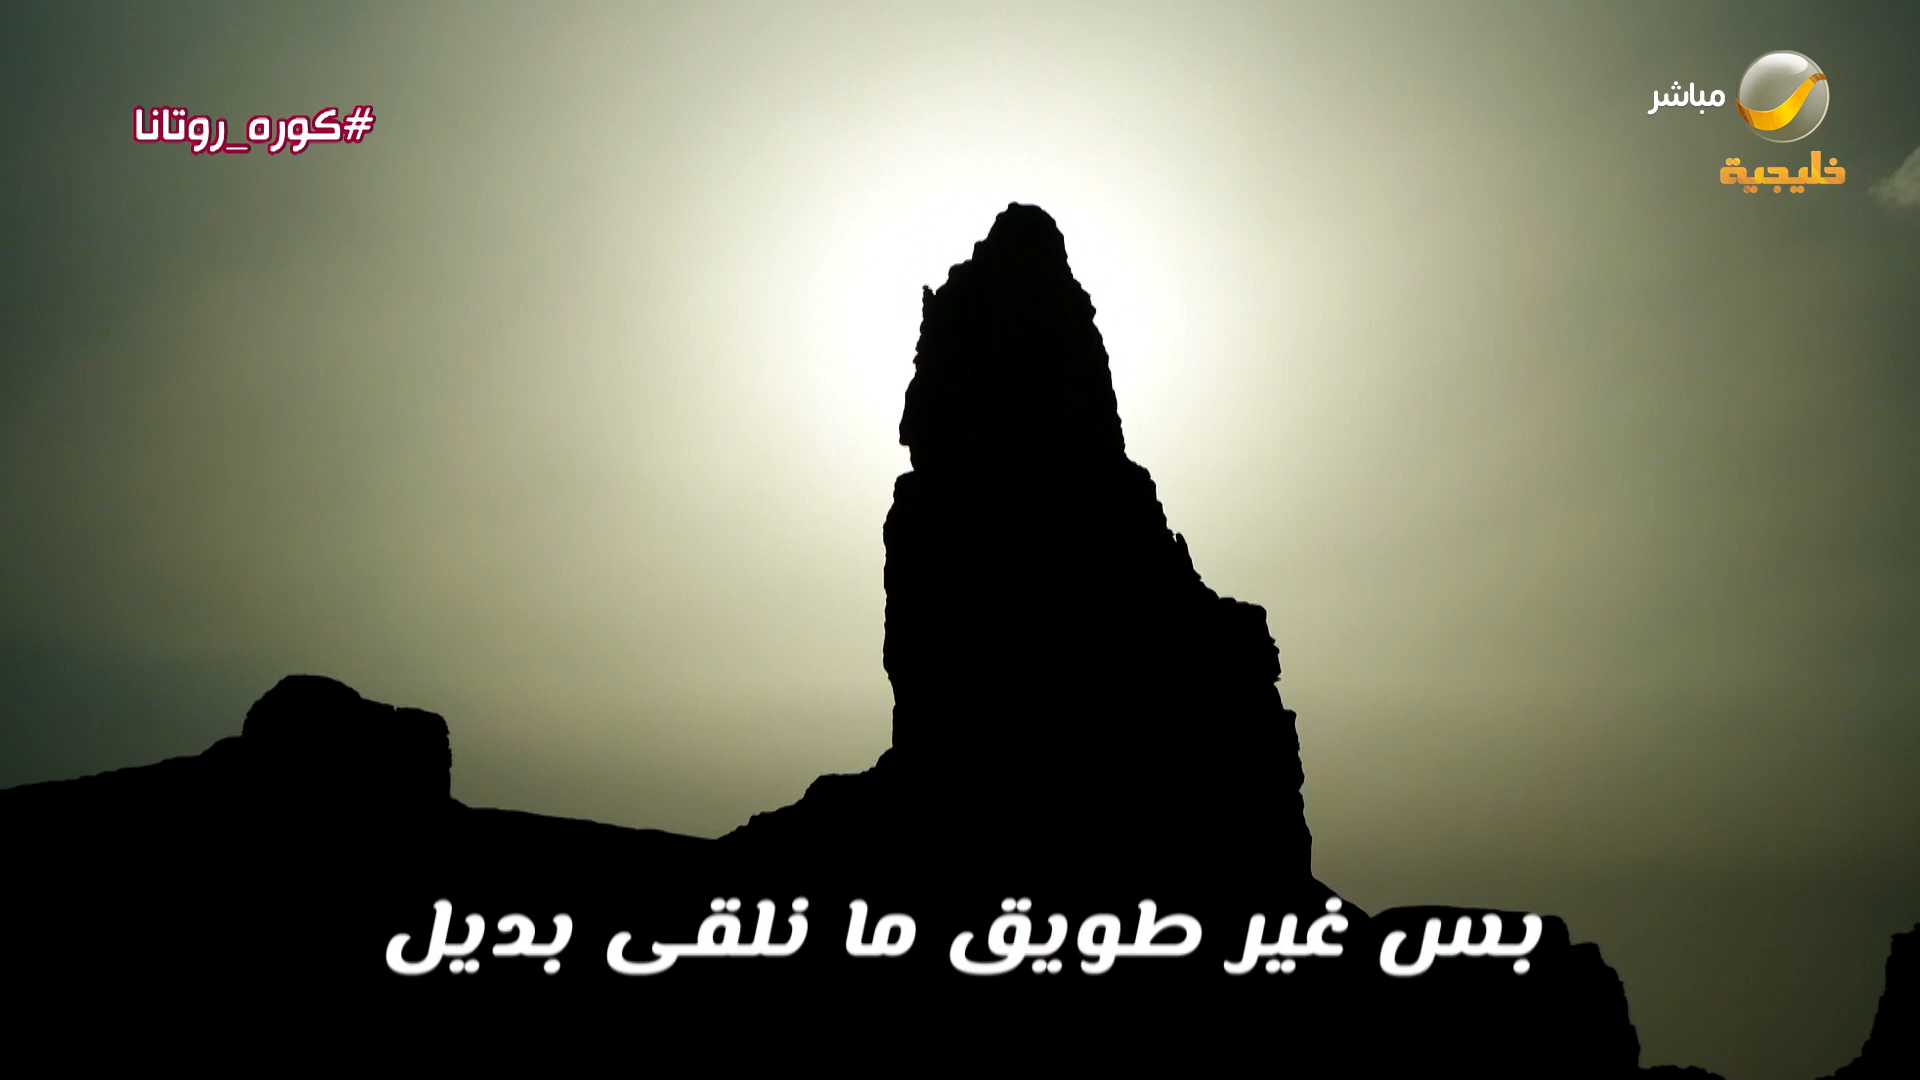 #كوره_روتانا
مباشر
خليجية
بس غير طويق ما نلقى بديل